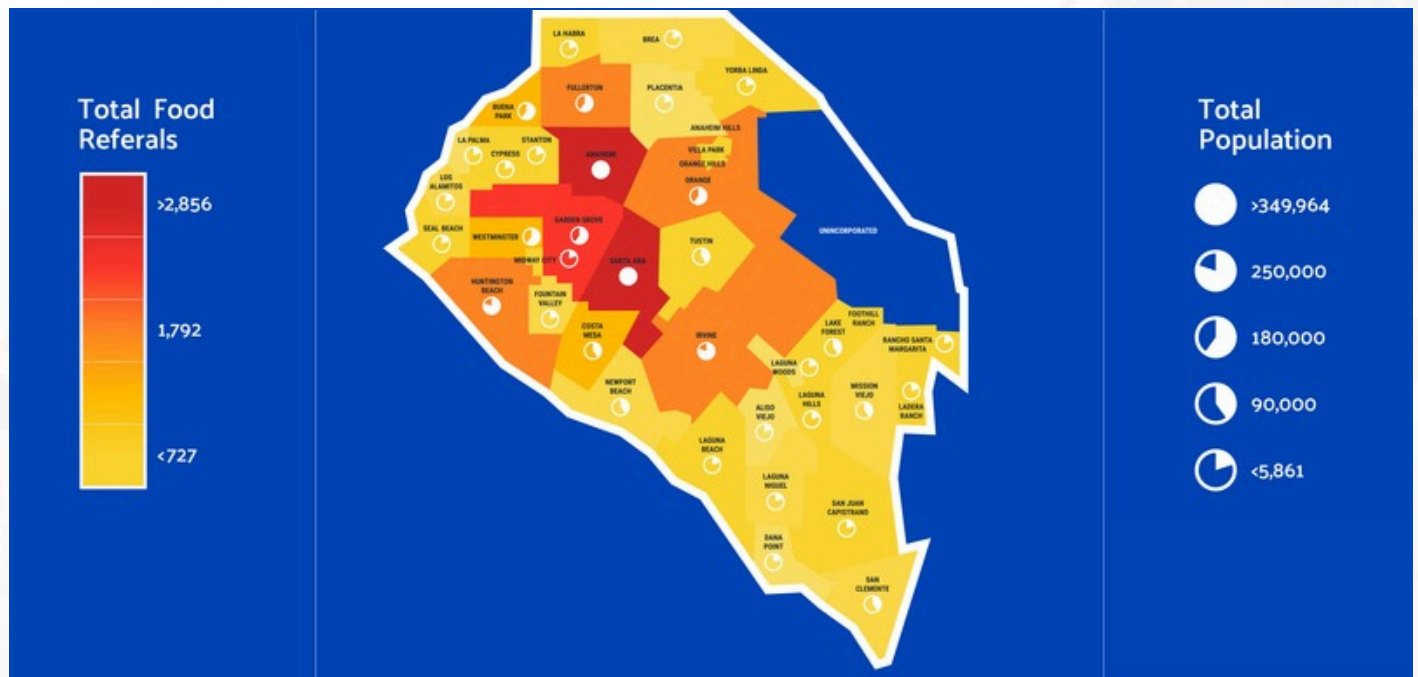 Total Food
Referals
>2,856
1,792
<727
LA HABRA
BREA
YORBA LINDA
FULLERTON
PLACENTIA
BUENA
PARK
ANAHEIM HILLS
LA PALMA
STANTON
CYPRESS
ANAHEIM
VILLA PARK
ORANGE HILLS
ORANGE
LOS
ALAMITOS
SEAL BEACH
WESTMINSTER
GARDEN GROVE
MIDWAY CITY
SANTA ANA
TUSTIN
UNINCORPORATED
HUNTINGTON
BEACH
FOUNTAIN
VALLEY
COSTA
MESA
IRVINE
LAKE
FOREST
FOOTHILL
RANCH
RANCHO SANTA
MARGARITA
LAGUNA
WOODS
NEWPORT
BEACH
LAGUNA
HILLS
MISSION
VIEJO
LADERA
RANCH
ALISO
VIEJO
LAGUNA
BEACH
LAGUNA
NIGUEL
SAN JUAN
CAPISTRANO
DANA
POINT
SAN
CLEMENTE
Total
Population
>349,964
250,000
180,000
90,000
<5,861